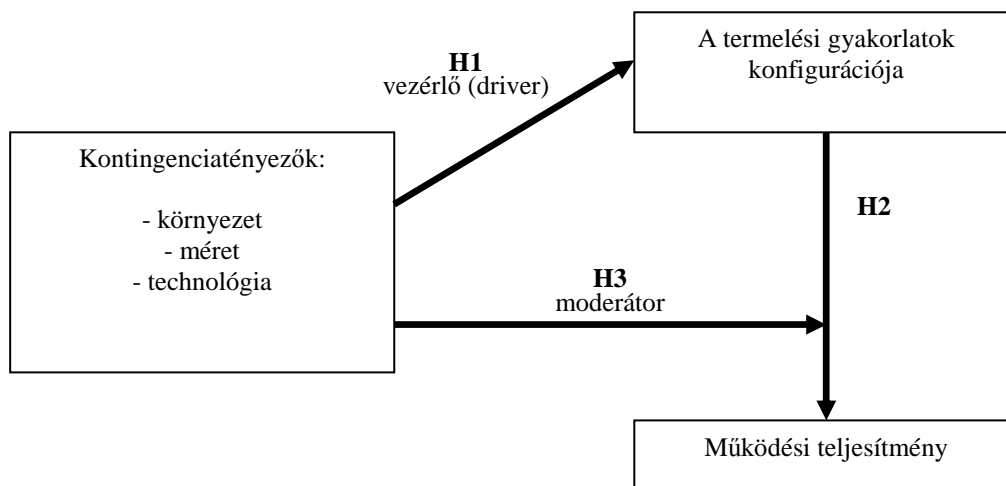 A termelési gyakorlatok
konfigurációja
H1
vezérlő (driver)
Kontingenciatényezők:
- környezet
- méret
- technológia
H2
H3
moderátor
Működési teljesítmény